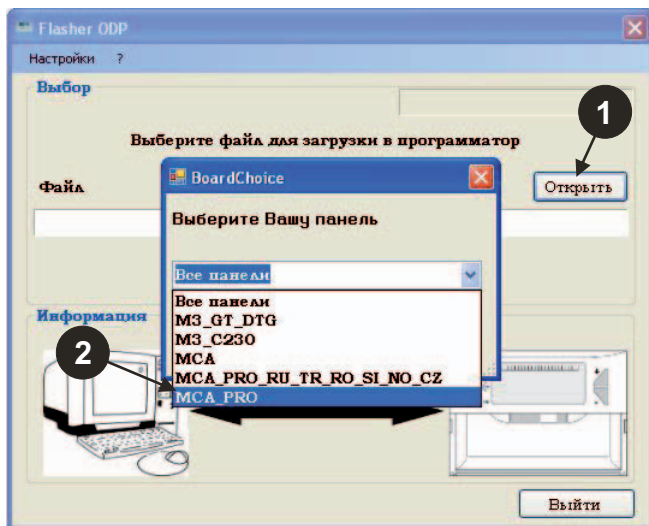 Flasher ODP
Настройки ?
Выбор
1
Выберите файл для загрузки в программатор
Файл
BoardChoice
Открыть
Выберите Вашу панель
Все панели
Все панели
M3_GT_DTG
M3_C230
MCA
MCA_PRO_RU_TR_RO_SI_NO_CZ
MCA_PRO
Информация
2
Выйти